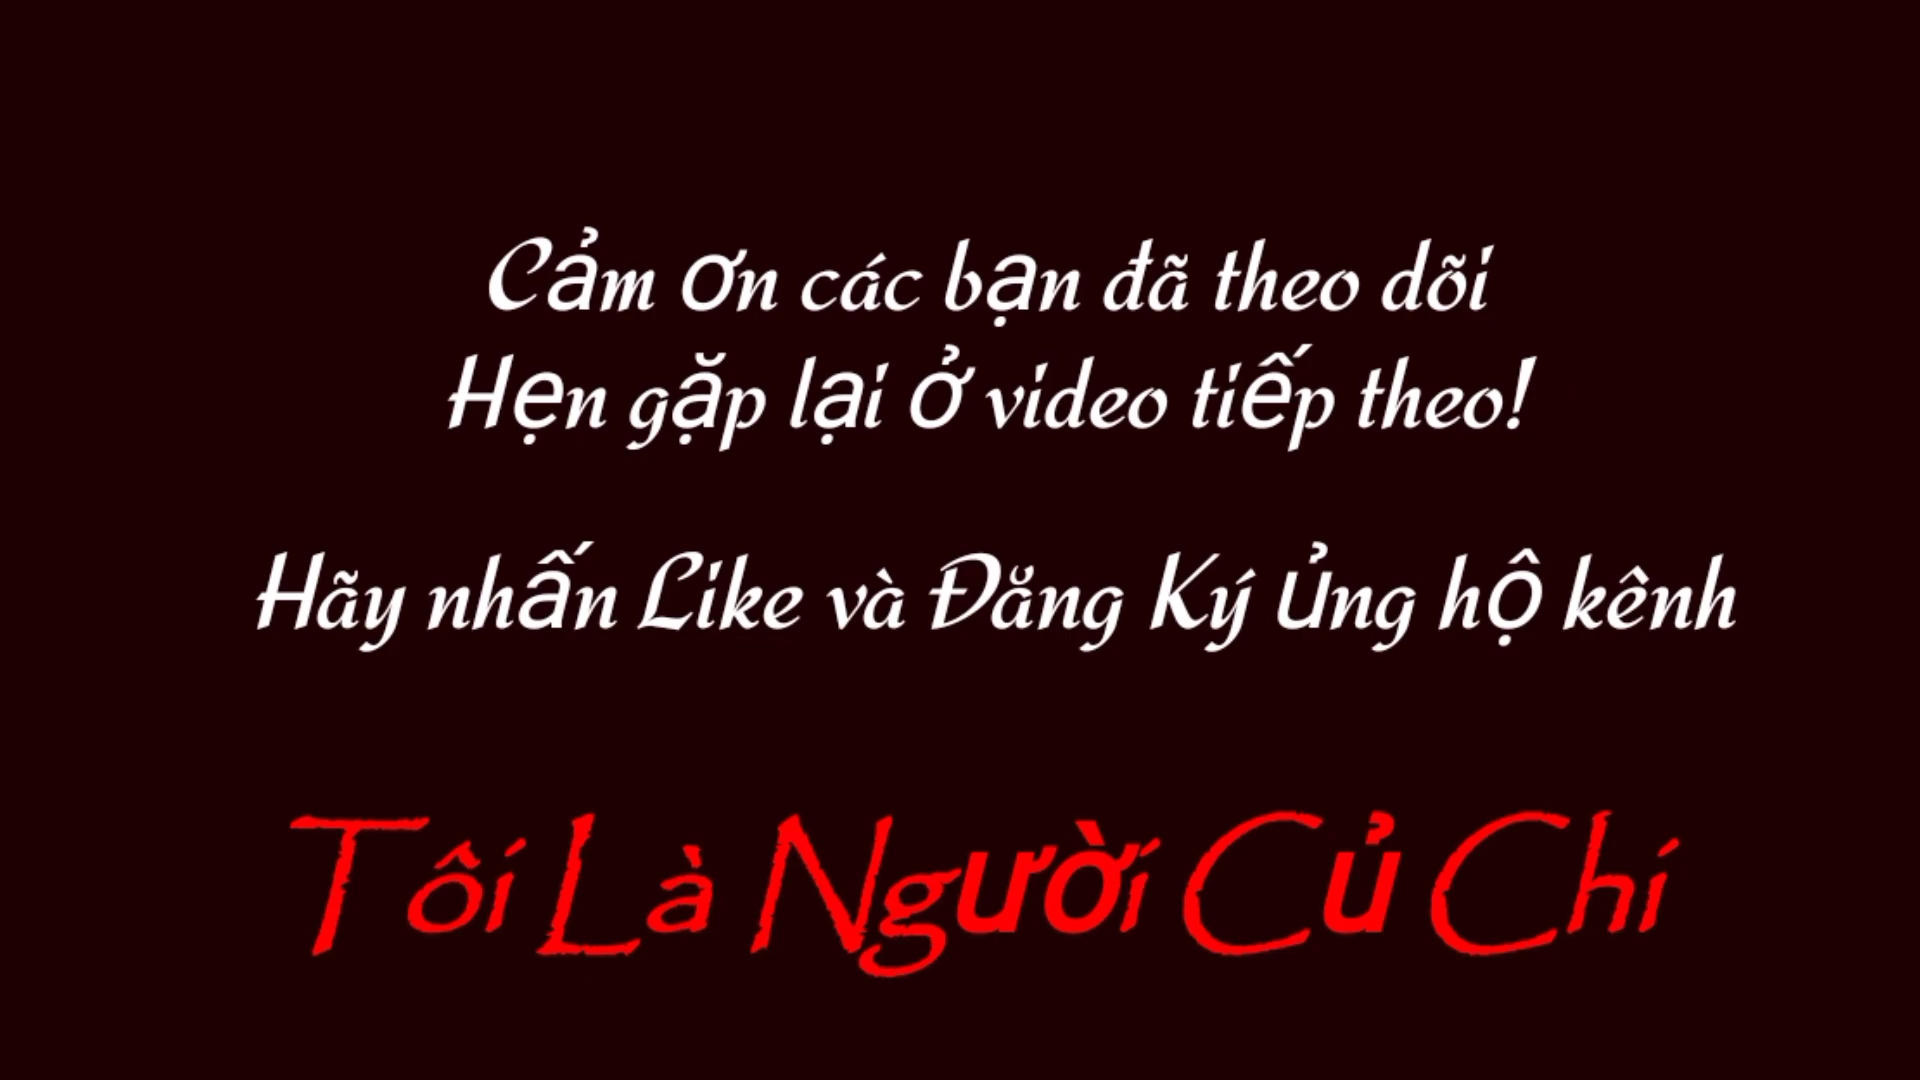 Cảm ơn các bạn đã theo dõi
Hẹn gặp lại ở video tiếp theo!
Hãy nhấn Like và Đăng Ký ủng hộ kênh
Tôi Là Người Củ Chi